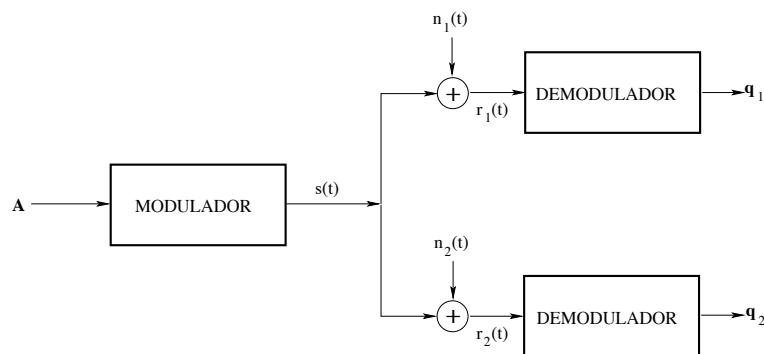 n₁(t)
DEMODULADOR
q₁
r₁(t)
s(t)
A
MODULADOR
n₂(t)
DEMODULADOR
q₂
r₂(t)